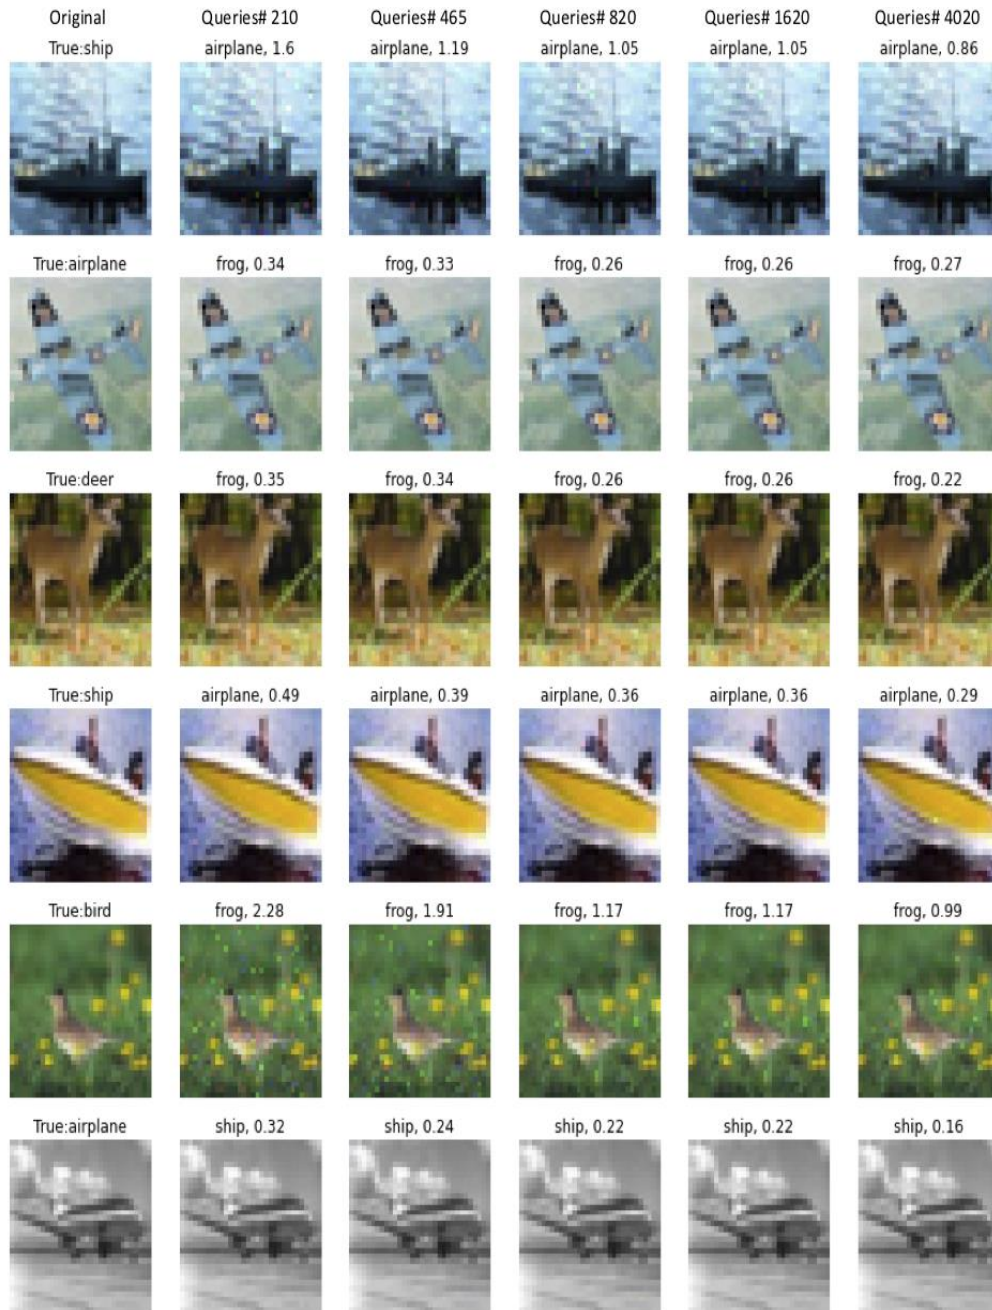 Original Queries# 210 Queries# 465 Queries# 820 Queries# 1620 Queries# 4020
True:ship airplane, 1.6 airplane, 1.19 airplane, 1.05 airplane, 1.05 airplane, 0.86
True:airplane frog, 0.34 frog, 0.33 frog, 0.26 frog, 0.26 frog, 0.27
True:deer frog, 0.35 frog, 0.34 frog, 0.26 frog, 0.26 frog, 0.22
True:ship airplane, 0.49 airplane, 0.39 airplane, 0.36 airplane, 0.36 airplane, 0.29
True:bird frog, 2.28 frog, 1.91 frog, 1.17 frog, 1.17 frog, 0.99
True:airplane ship, 0.32 ship, 0.24 ship, 0.22 ship, 0.22 ship, 0.16